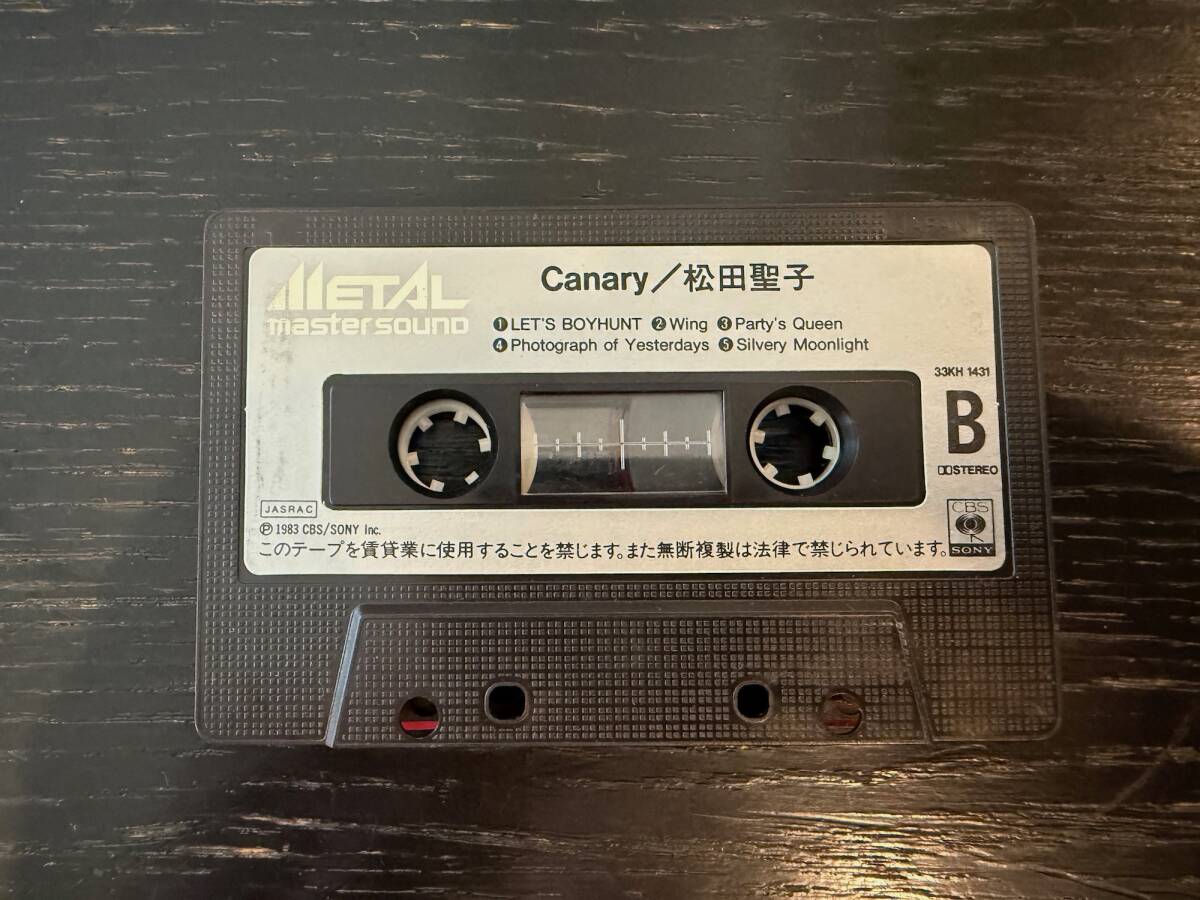 METAL
master sound
Canary／松田聖子
❶LET'S BOYHUNT ❷Wing ❸Party's Queen
❹Photograph of Yesterdays ❺Silvery Moonlight
33KH 1431
B
STEREO
JASRAC
Ⓟ 1983 CBS/SONY Inc.
CBS
SONY
このテープを賃貸業に使用することを禁じます。また無断複製は法律で禁じられています。